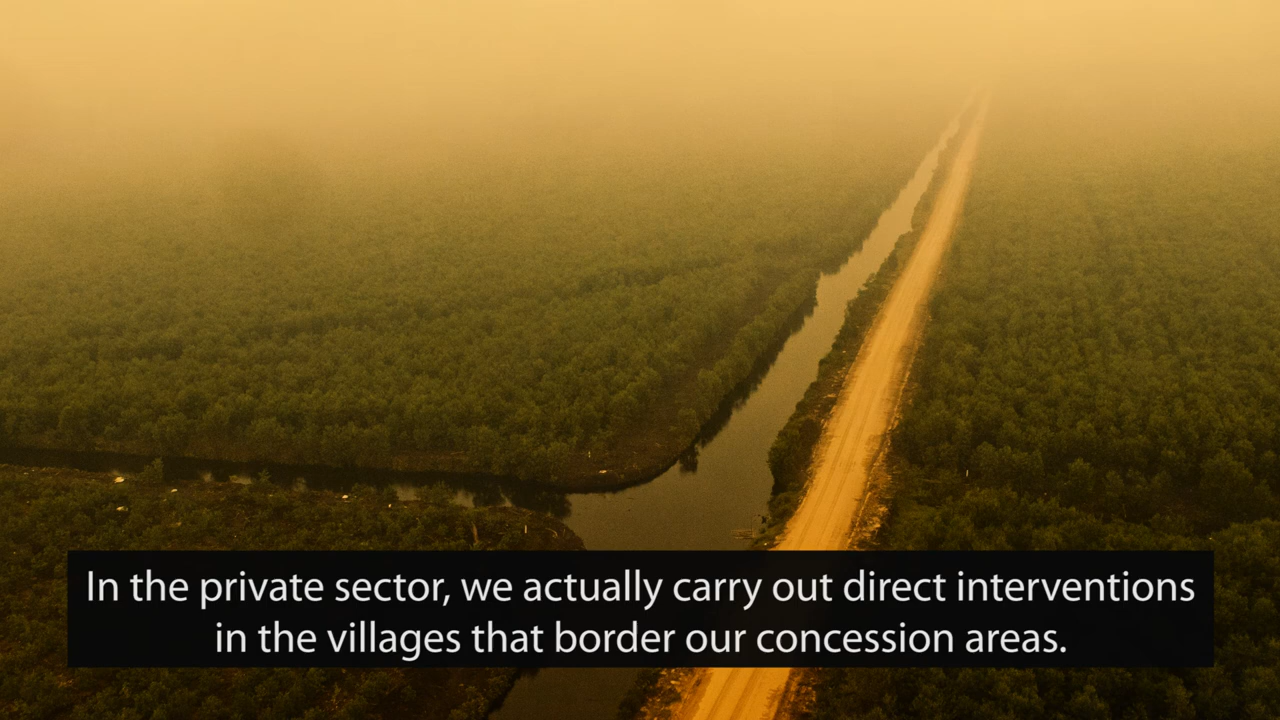 In the private sector, we actually carry out direct interventions
in the villages that border our concession areas.